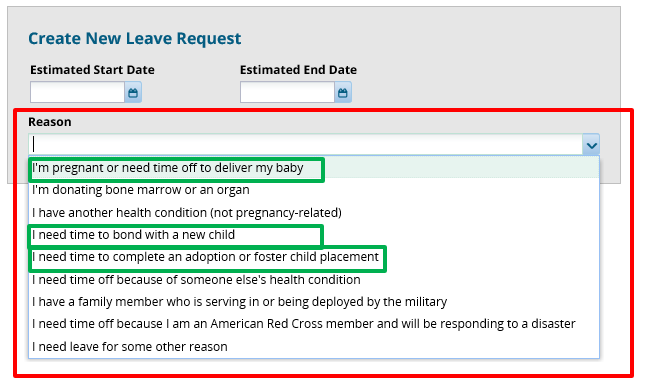 Create New Leave Request
Estimated Start Date Estimated End Date
Reason
I'm pregnant or need time off to deliver my baby
I'm donating bone marrow or an organ
I have another health condition (not pregnancy-related)
I need time to bond with a new child
I need time to complete an adoption or foster child placement
I need time off because of someone else's health condition
I have a family member who is serving in or being deployed by the military
I need time off because I am an American Red Cross member and will be responding to a disaster
I need leave for some other reason